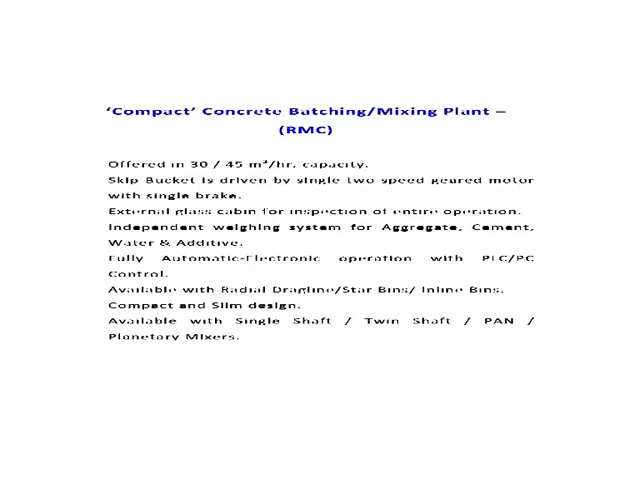 ‘Compact’ Concrete Batching/Mixing Plant –
(RMC)
Offered in 30 / 45 m³/hr. capacity.
Skip Bucket is driven by single two speed geared motor
with single brake.
External glass cabin for inspection of entire operation.
Independent weighing system for Aggregate, Cement,
Water & Additive.
Fully Automatic-Electronic operation with PLC/PC
Control.
Available with Radial Dragline/Star Bins/ Inline Bins.
Compact and Slim design.
Available with Single Shaft / Twin Shaft / PAN /
Planetary Mixers.